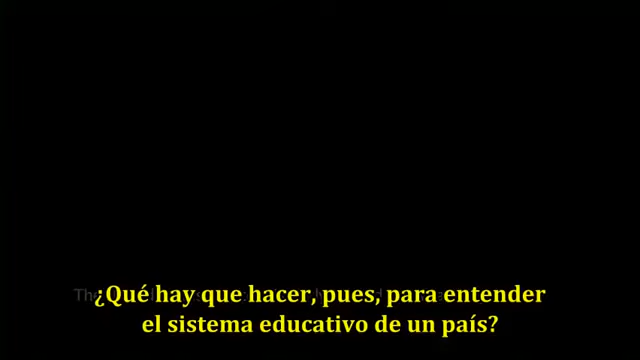 ¿Qué hay que hacer, pues, para entender
el sistema educativo de un país?